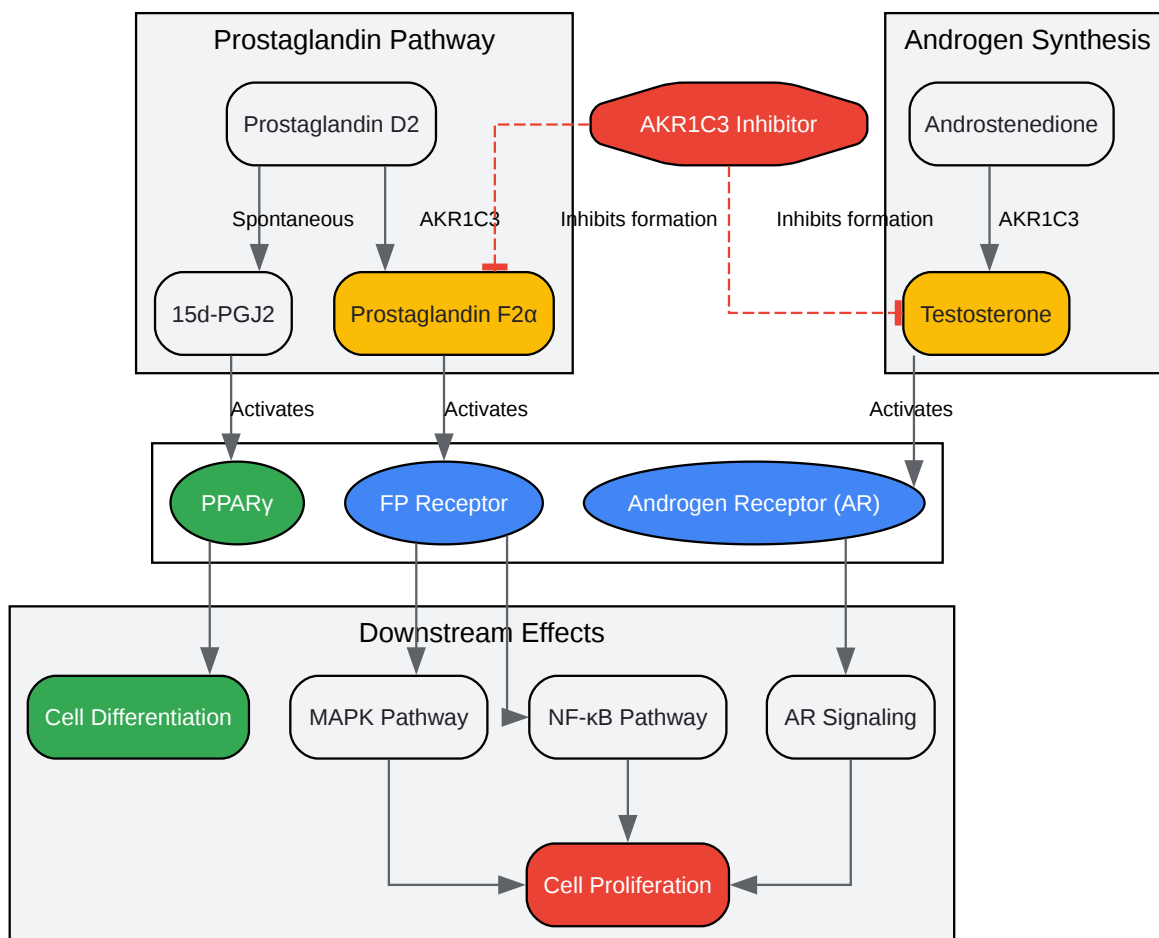 Prostaglandin Pathway
Androgen Synthesis
Prostaglandin D2
AKR1C3 Inhibitor
Androstenedione
Spontaneous
AKR1C3
Inhibits formation
Inhibits formation
AKR1C3
15d-PGJ2
Prostaglandin F2α
Testosterone
Activates
Activates
Activates
PPARγ
FP Receptor
Androgen Receptor (AR)
Downstream Effects
Cell Differentiation
MAPK Pathway
NF-κB Pathway
AR Signaling
Cell Proliferation